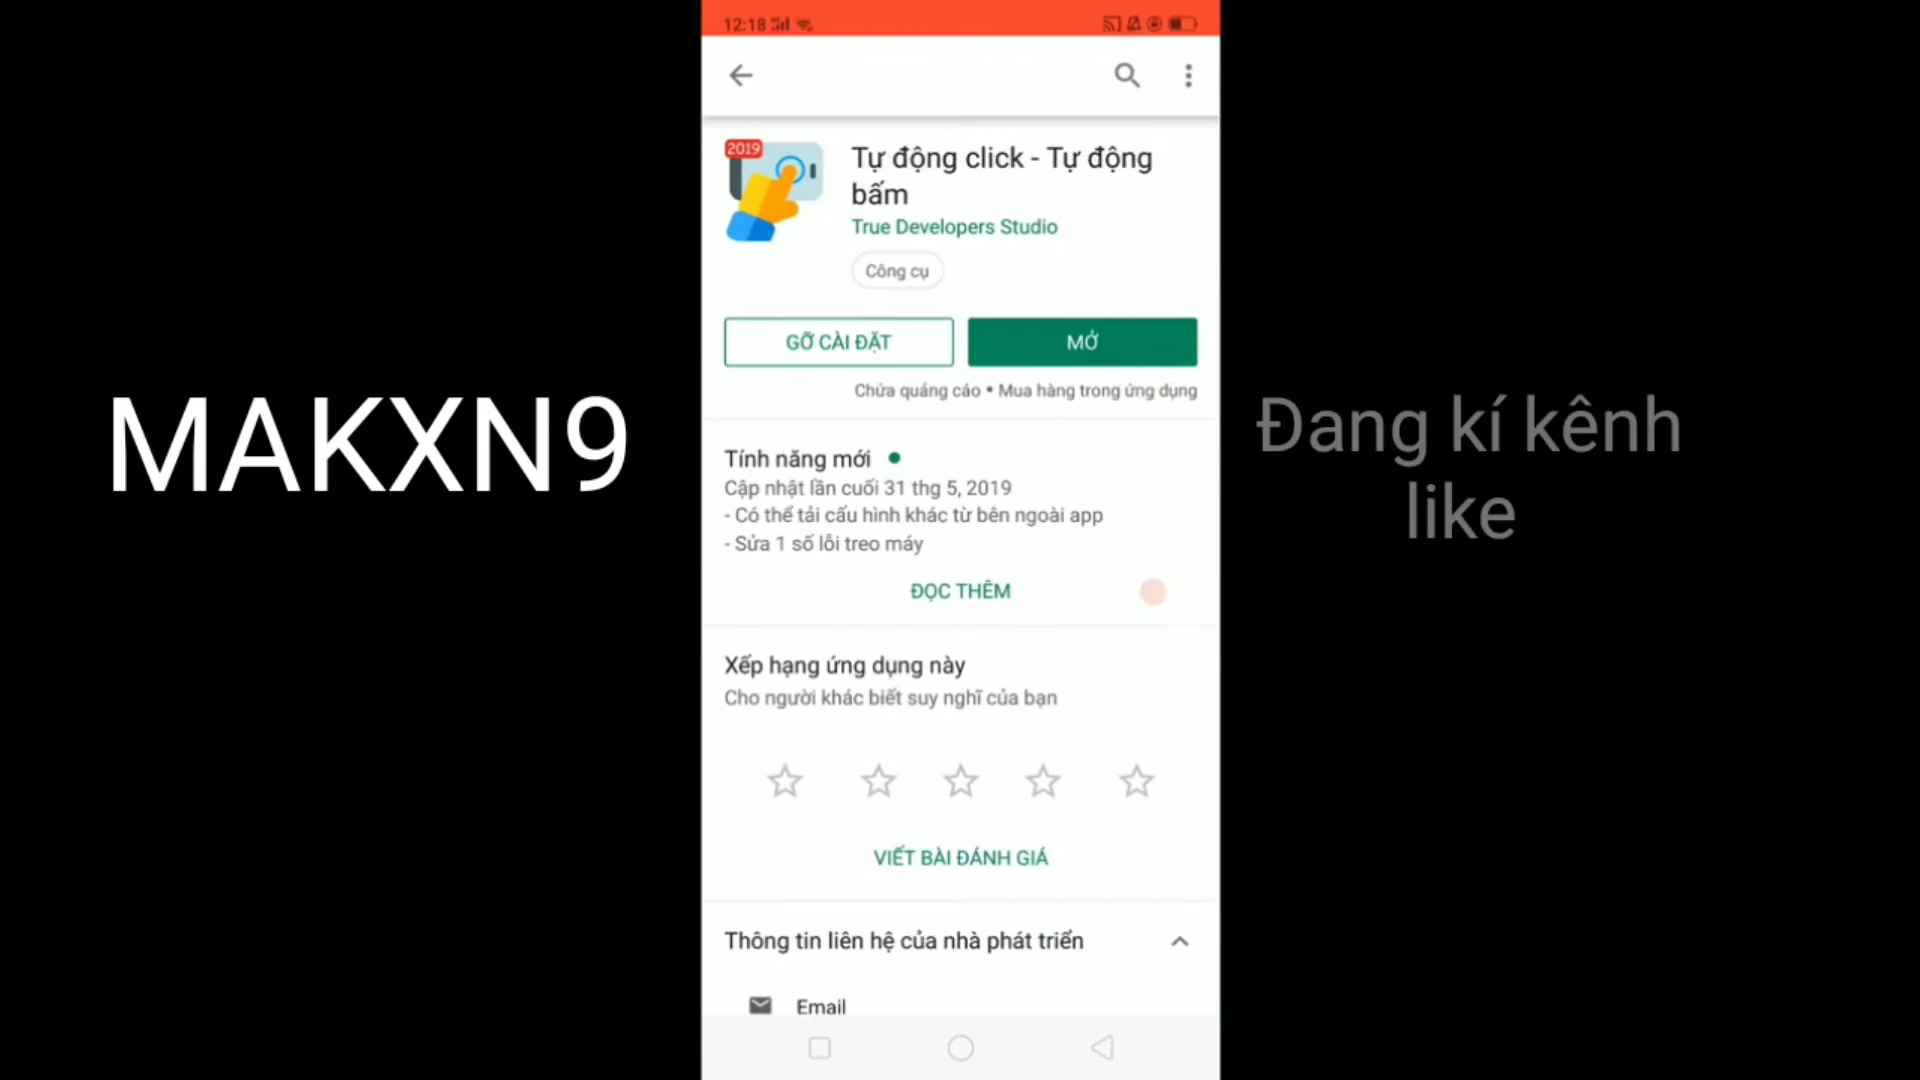 12:18
2019
Tự động click - Tự động
bấm
True Developers Studio
Công cụ
GỠ CÀI ĐẶT
MỞ
Chứa quảng cáo • Mua hàng trong ứng dụng
MAKXN9
Đang kí kênh
like
Tính năng mới
Cập nhật lần cuối 31 thg 5, 2019
- Có thể tải cấu hình khác từ bên ngoài app
- Sửa 1 số lỗi treo máy
ĐỌC THÊM
Xếp hạng ứng dụng này
Cho người khác biết suy nghĩ của bạn
VIẾT BÀI ĐÁNH GIÁ
Thông tin liên hệ của nhà phát triển
Email